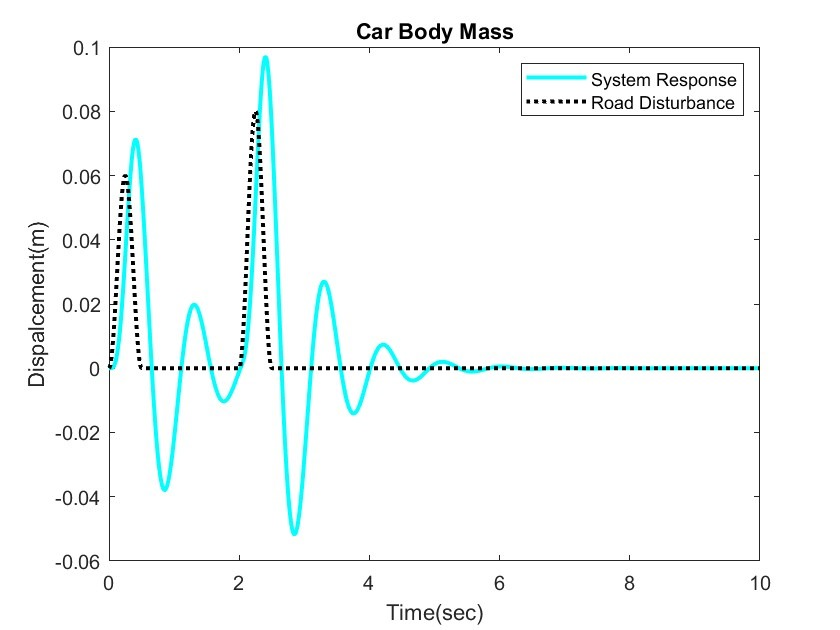 Car Body Mass
System Response
Road Disturbance
0.1
0.08
0.06
0.04
0.02
0
-0.02
-0.04
-0.06
Dispalcement(m)
0 2 4 6 8 10
Time(sec)